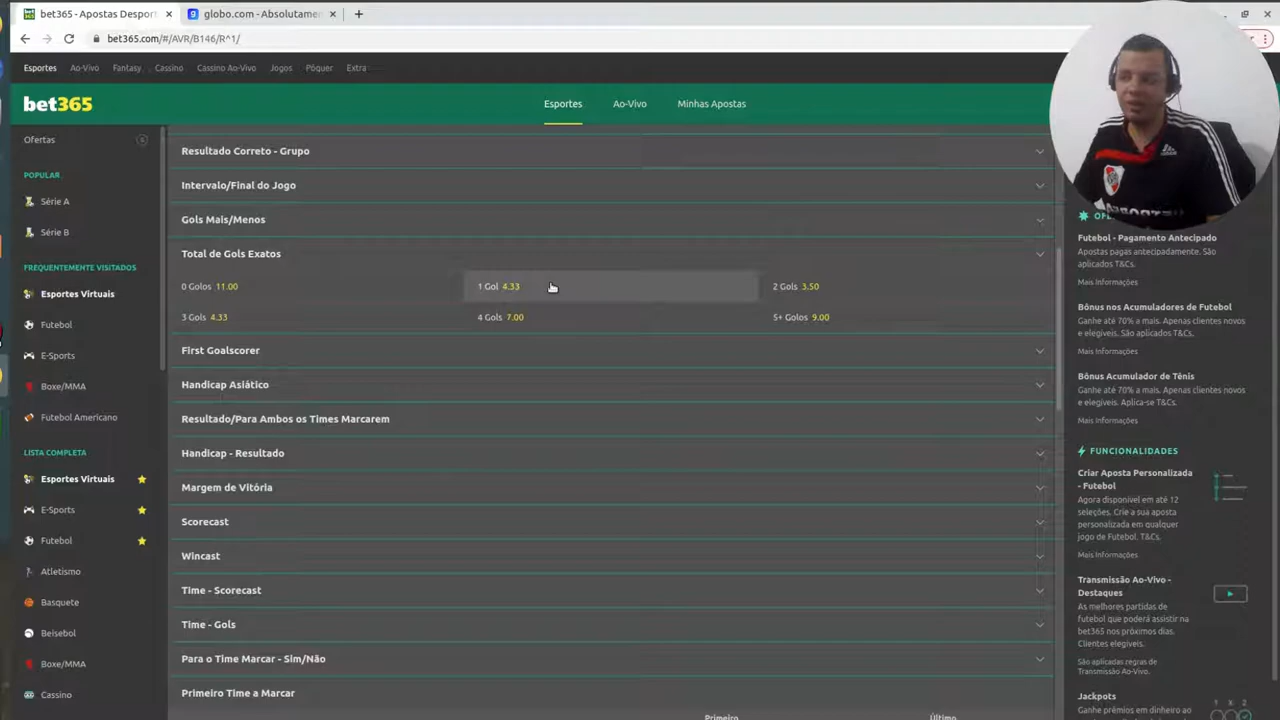 bet365 - Apostas Desport
globo.com - Absolutamen
bet365.com/#/AVR/B146/R^1/
Esportes Ao-Vivo Fantasy Cassino Cassino Ao-Vivo Jogos Pôquer Extra
bet365
Esportes Ao-Vivo Minhas Apostas
Ofertas
POPULAR
Série A
Série B
FREQUENTEMENTE VISITADOS
Esportes Virtuais
Futebol
E-Sports
Boxe/MMA
Futebol Americano
LISTA COMPLETA
Esportes Virtuais
E-Sports
Futebol
Atletismo
Basquete
Beisebol
Boxe/MMA
Cassino
Resultado Correto - Grupo
Intervalo/Final do Jogo
Gols Mais/Menos
Total de Gols Exatos
0 Golos 11.00 1 Gol 4.33 2 Gols 3.50
3 Gols 4.33 4 Gols 7.00 5+ Golos 9.00
First Goalscorer
Handicap Asiático
Resultado/Para Ambos os Times Marcarem
Handicap - Resultado
Margem de Vitória
Scorecast
Wincast
Time - Scorecast
Time - Gols
Para o Time Marcar - Sim/Não
Primeiro Time a Marcar
Primeiro Último
Futebol - Pagamento Antecipado
Apostas pagas antecipadamente. São
aplicados T&Cs.
Mais Informações
Bônus nos Acumuladores de Futebol
Ganhe até 70% a mais. Apenas clientes novos
e elegíveis. São aplicados T&C's.
Mais Informações
Bônus Acumulador de Tênis
Ganhe até 70% a mais. Apenas clientes novos
e elegíveis. Aplica-se T&C's.
Mais Informações
FUNCIONALIDADES
Criar Aposta Personalizada
- Futebol
Agora disponível em até 12
seleções. Crie a sua aposta
personalizada em qualquer
jogo de Futebol. T&Cs.
Mais Informações
Transmissão Ao-Vivo -
Destaques
As melhores partidas de
futebol que poderá assistir na
bet365 nos próximos dias.
Clientes elegíveis.
São aplicadas regras de
Transmissão Ao-Vivo.
Jackpots
Ganhe prêmios em dinheiro ao